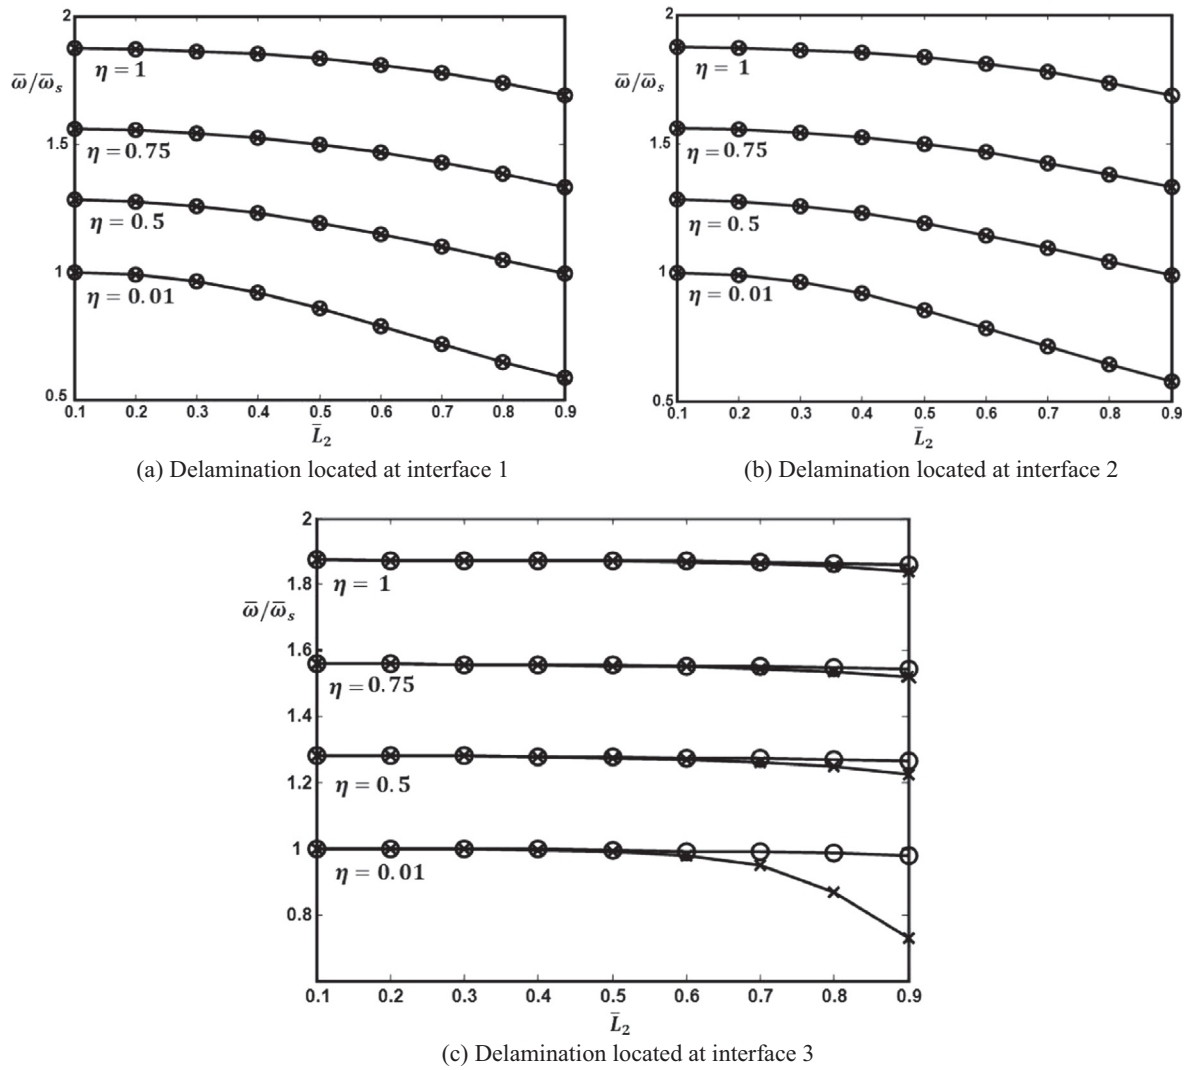 2
2
ω̄/ω̄ₛ
ω̄/ω̄ₛ
η = 1
η = 1
1.5
1.5
η = 0.75
η = 0.75
η = 0.5
η = 0.5
1
1
η = 0.01
η = 0.01
0.5
0.5
0.1 0.2 0.3 0.4 0.5 0.6 0.7 0.8 0.9
0.1 0.2 0.3 0.4 0.5 0.6 0.7 0.8 0.9
L̄₂
L̄₂
(a) Delamination located at interface 1
(b) Delamination located at interface 2
2
1.8
η = 1
ω̄/ω̄ₛ
1.6
η = 0.75
1.4
1.2
η = 0.5
1
η = 0.01
0.8
0.1 0.2 0.3 0.4 0.5 0.6 0.7 0.8 0.9
L̄₂
(c) Delamination located at interface 3